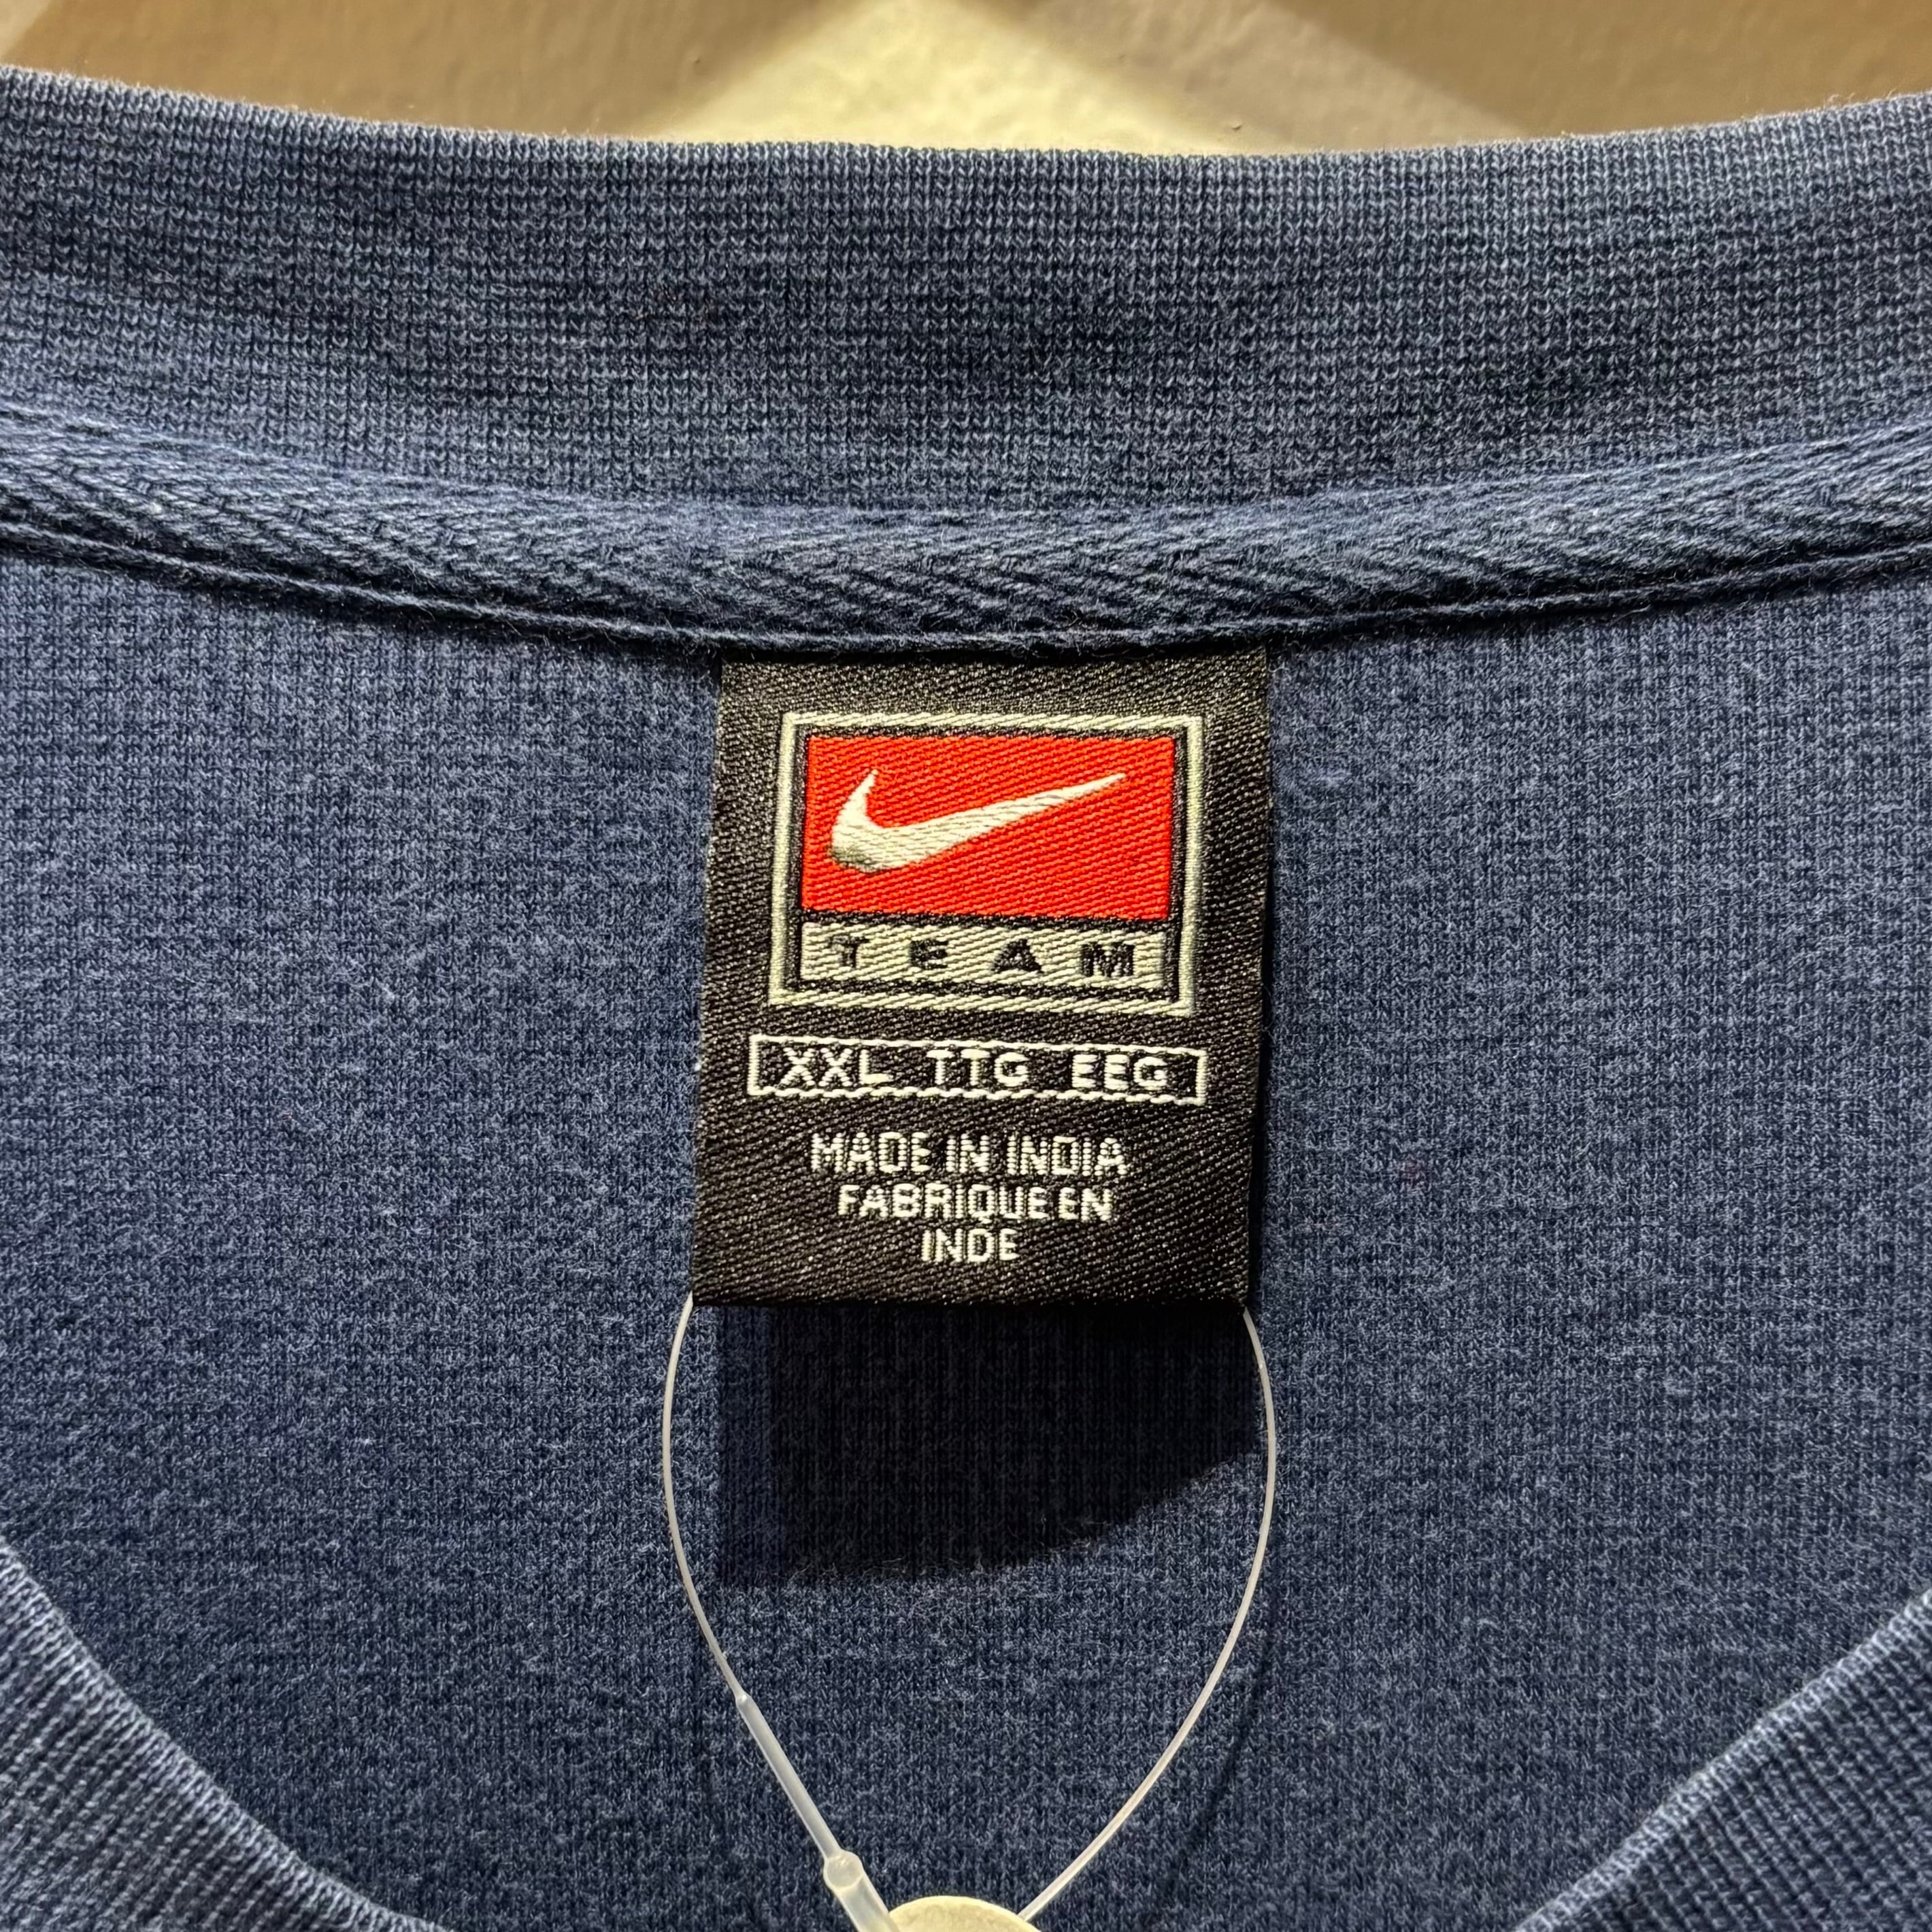 TEAM
XXL TTG EEG
MADE IN INDIA
FABRIQUE EN
INDE